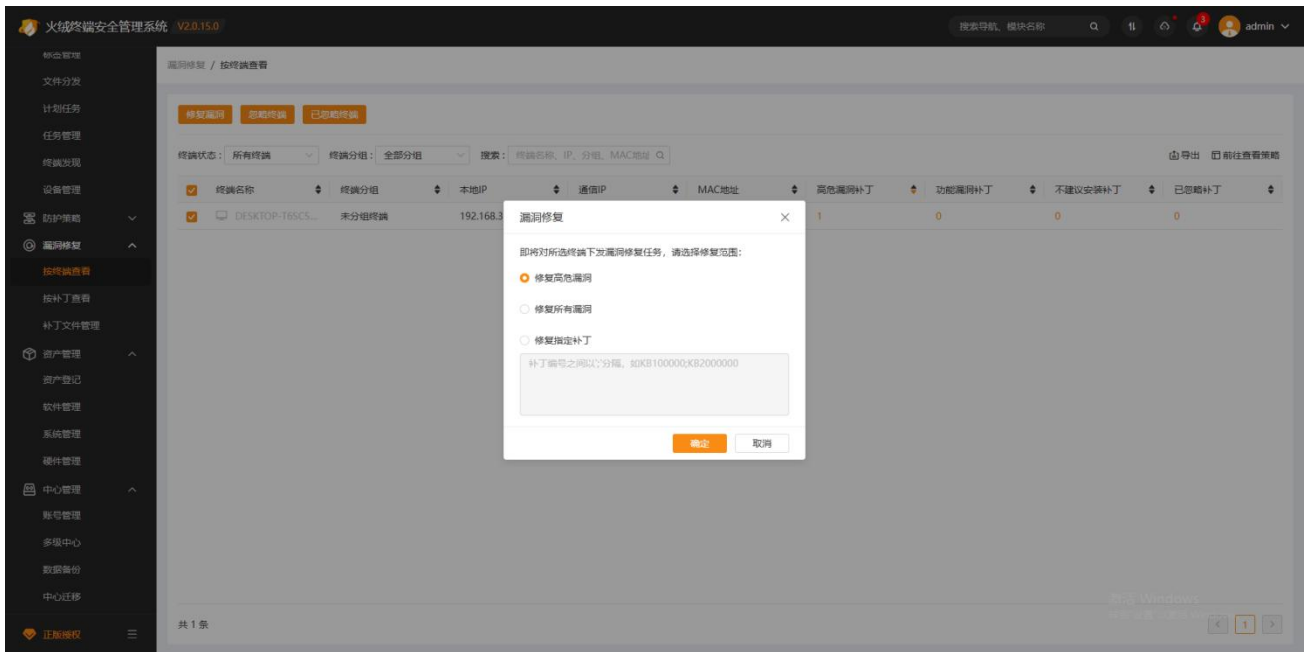 火绒终端安全管理系统 V2.0.15.0
搜索导航、模块名称
3
admin
标签管理
文件分发
计划任务
任务管理
终端发现
设备管理
防护策略
漏洞修复
按终端查看
按补丁查看
补丁文件管理
资产管理
资产登记
软件管理
系统管理
硬件管理
中心管理
账号管理
多级中心
数据备份
中心迁移
正版授权
漏洞修复 / 按终端查看
修复漏洞 忽略终端 已忽略终端
终端状态: 所有终端 终端分组: 全部分组 搜索: 终端名称、IP、分组、MAC地址 导出 前往查看策略
终端名称 终端分组 本地IP 通信IP MAC地址 高危漏洞补丁 功能漏洞补丁 不建议安装补丁 已忽略补丁
DESKTOP-T6SC5... 未分组终端 192.168.3 1 0 0 0
漏洞修复
即将对所选终端下发漏洞修复任务,请选择修复范围:
修复高危漏洞
修复所有漏洞
修复指定补丁
补丁编号之间以';'分隔,如KB100000;KB2000000
确定 取消
激活 Windows
共 1 条
1